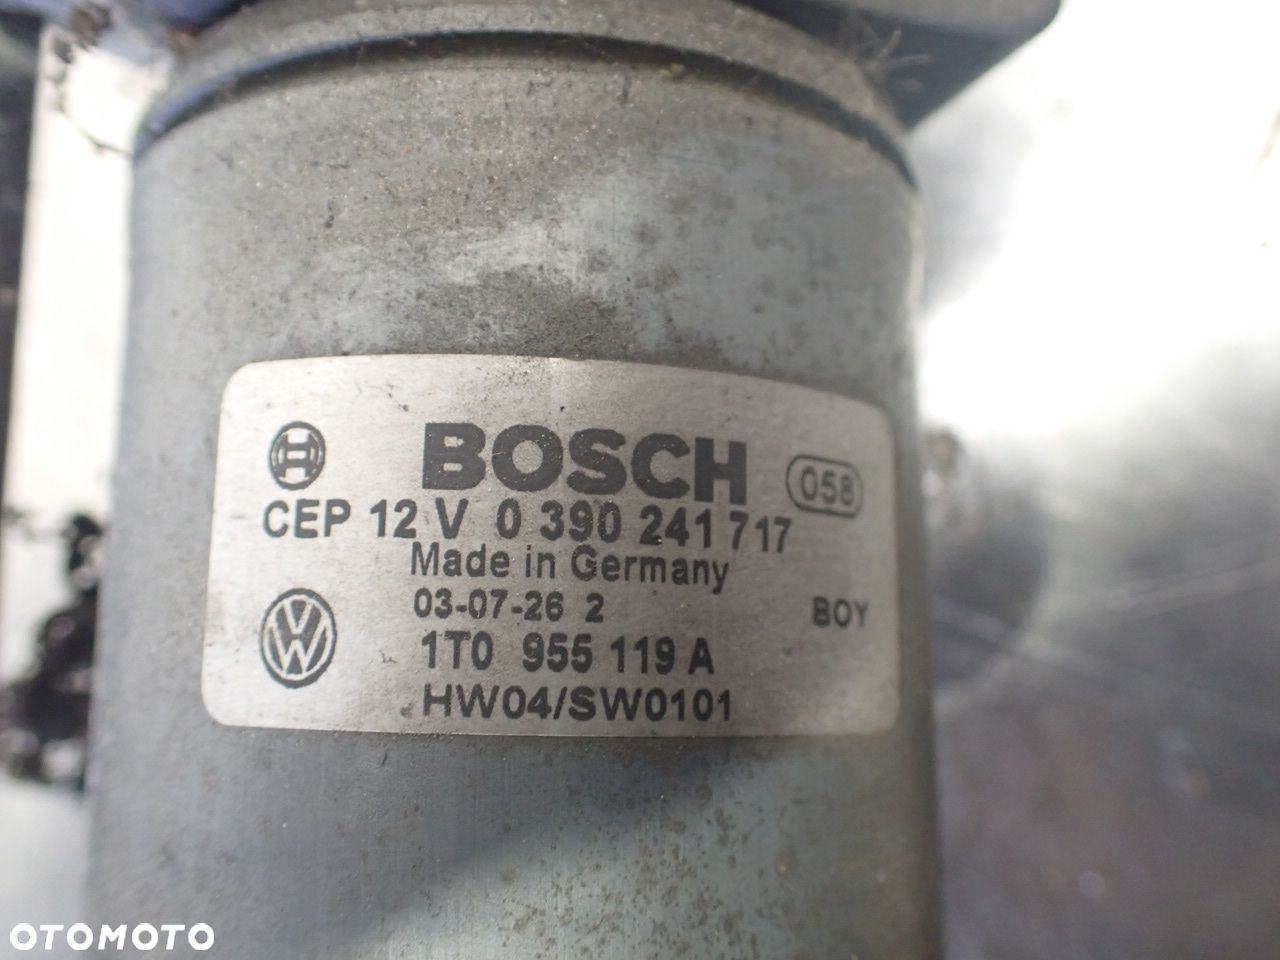 BOSCH 058
CEP 12 V 0 390 241 717
Made in Germany
03-07-26 2 BOY
1T0 955 119 A
HW04/SW0101
OTOMOTO